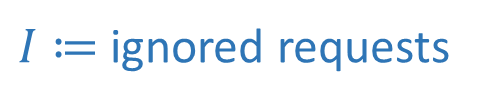 I := ignored requests